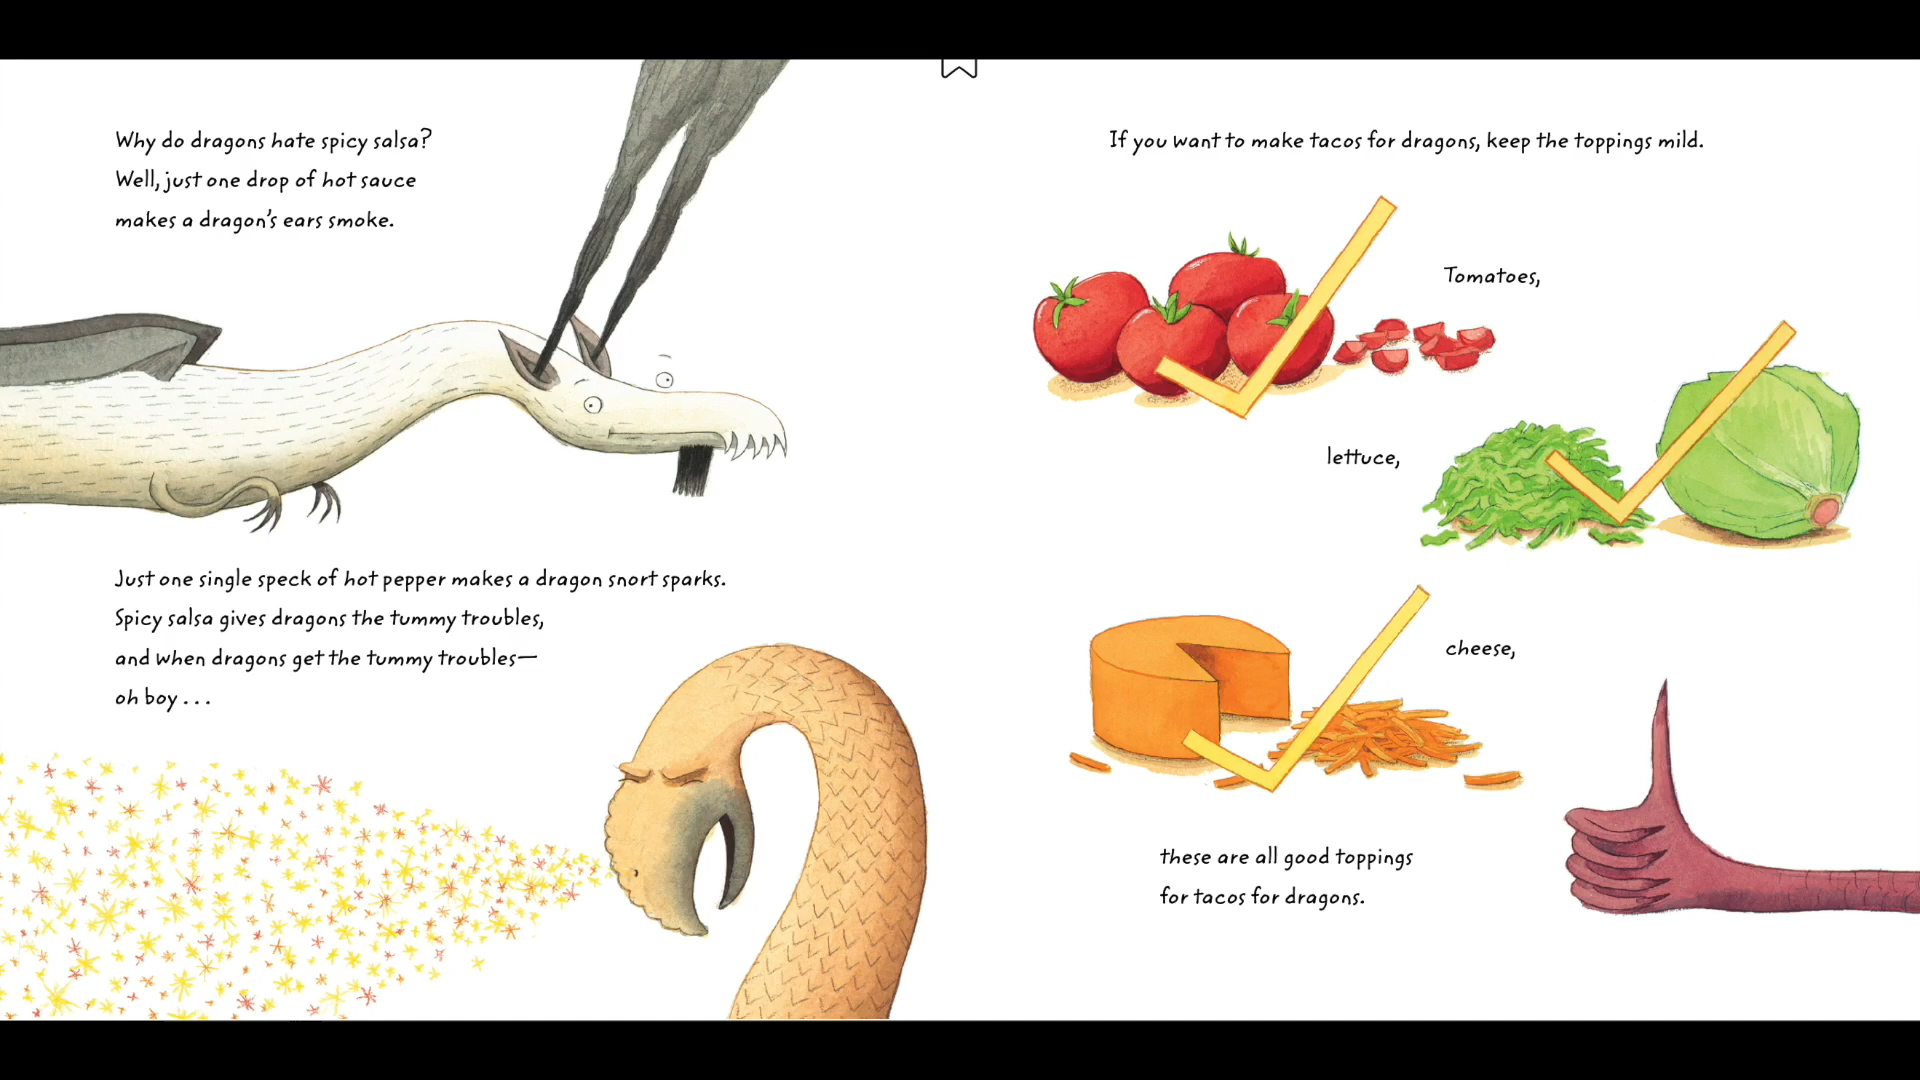 Why do dragons hate spicy salsa?
Well, just one drop of hot sauce
makes a dragon's ears smoke.
Just one single speck of hot pepper makes a dragon snort sparks.
Spicy salsa gives dragons the tummy troubles,
and when dragons get the tummy troubles—
oh boy . . .
If you want to make tacos for dragons, keep the toppings mild.
Tomatoes,
lettuce,
cheese,
these are all good toppings
for tacos for dragons.